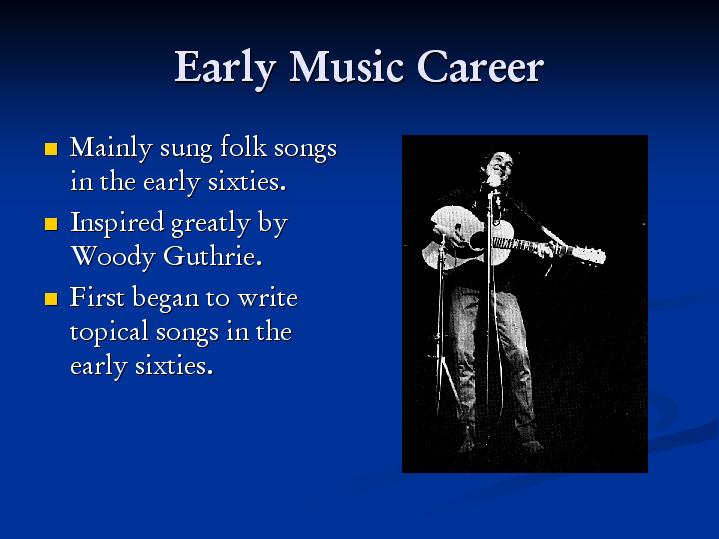 Early Music Career
Mainly sung folk songs
in the early sixties.
Inspired greatly by
Woody Guthrie.
First began to write
topical songs in the
early sixties.